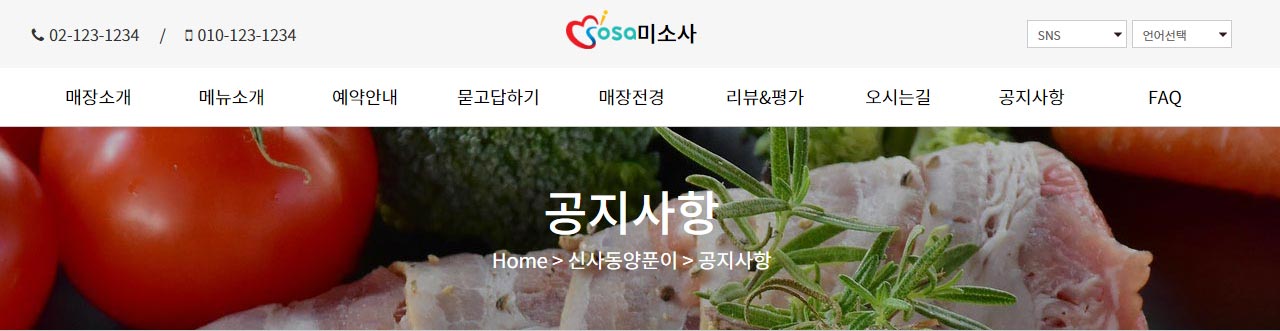 02-123-1234 / 010-123-1234
iosa미소사
SNS
언어선택
매장소개 메뉴소개 예약안내 묻고답하기 매장전경 리뷰&평가 오시는길 공지사항 FAQ
공지사항
Home > 신사동양푼이 > 공지사항